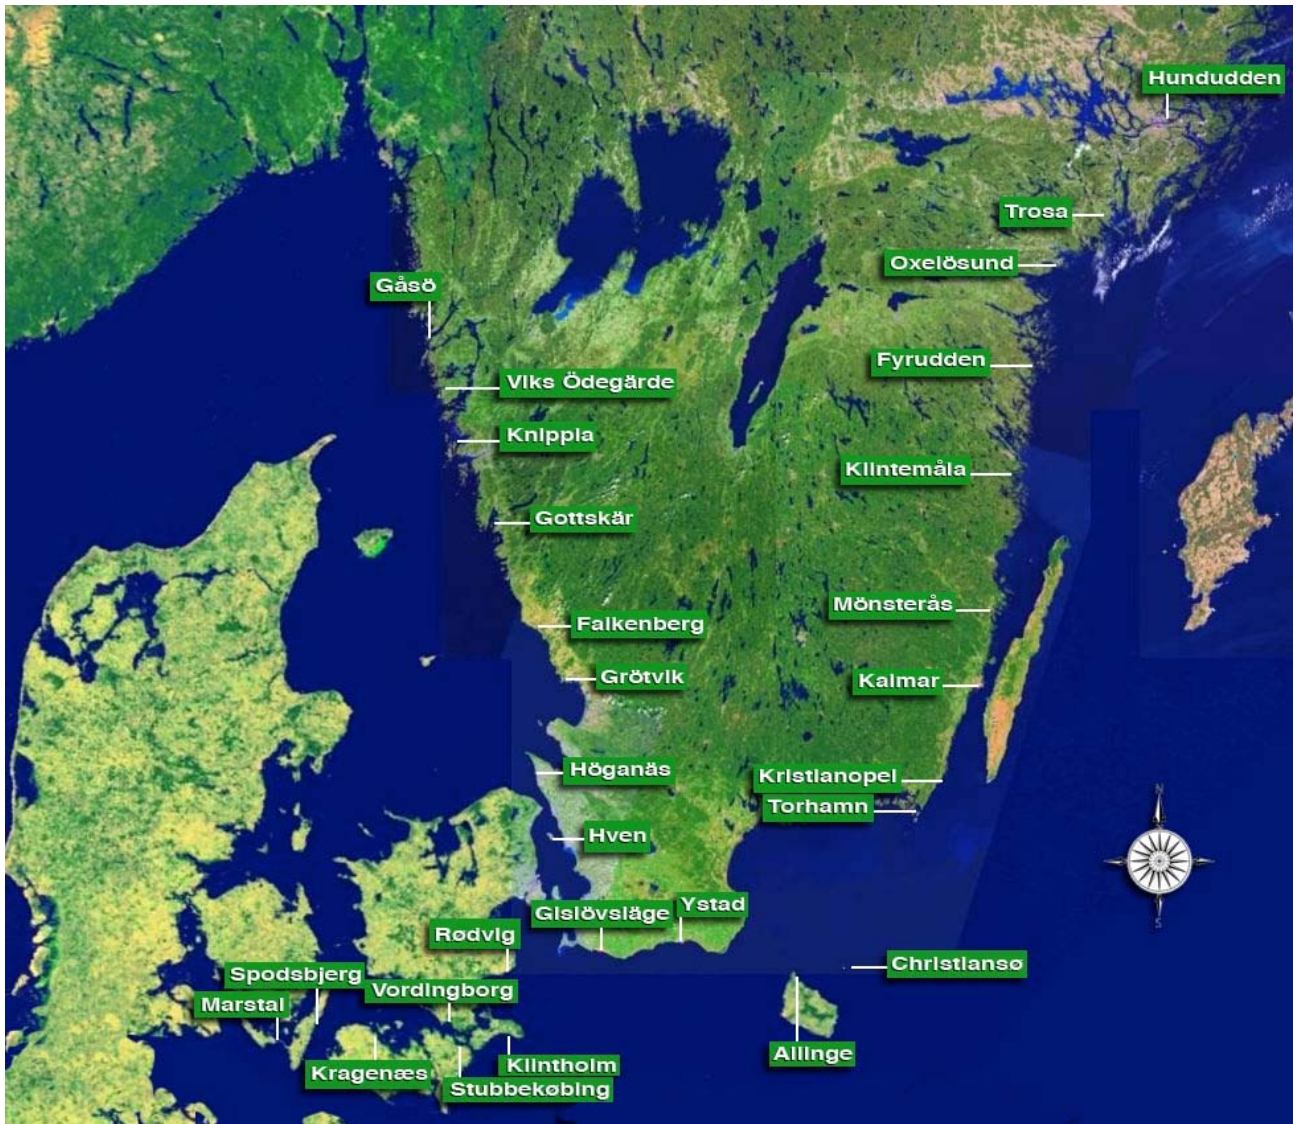 Hundudden
Trosa
Oxelösund
Gåsö
Fyrudden
Viks Ödegärde
Knippla
Klintemåla
Gottskär
Mönsterås
Falkenberg
Grötvik
Kalmar
Höganäs
Kristianopel
Torhamn
Hven
Ystad
Gislövsläge
Rødvig
Christiansø
Spodsbjerg
Vordingborg
Marstal
Allinge
Klintholm
Kragenæs
Stubbekøbing